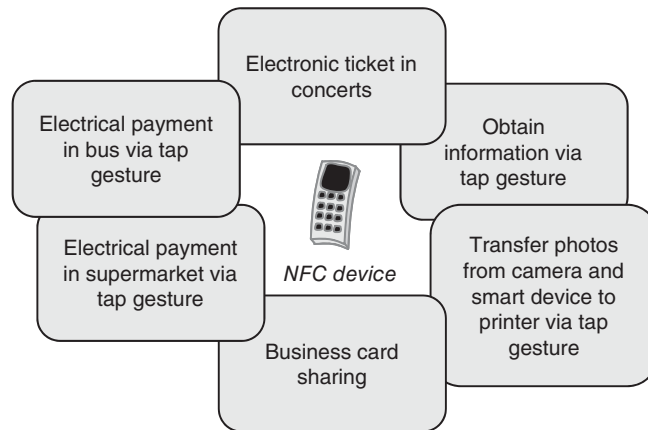 Electronic ticket in
concerts
Electrical payment
in bus via tap
gesture
Obtain
information via
tap gesture
Electrical payment
in supermarket via
tap gesture
NFC device
Transfer photos
from camera and
smart device to
printer via tap
gesture
Business card
sharing